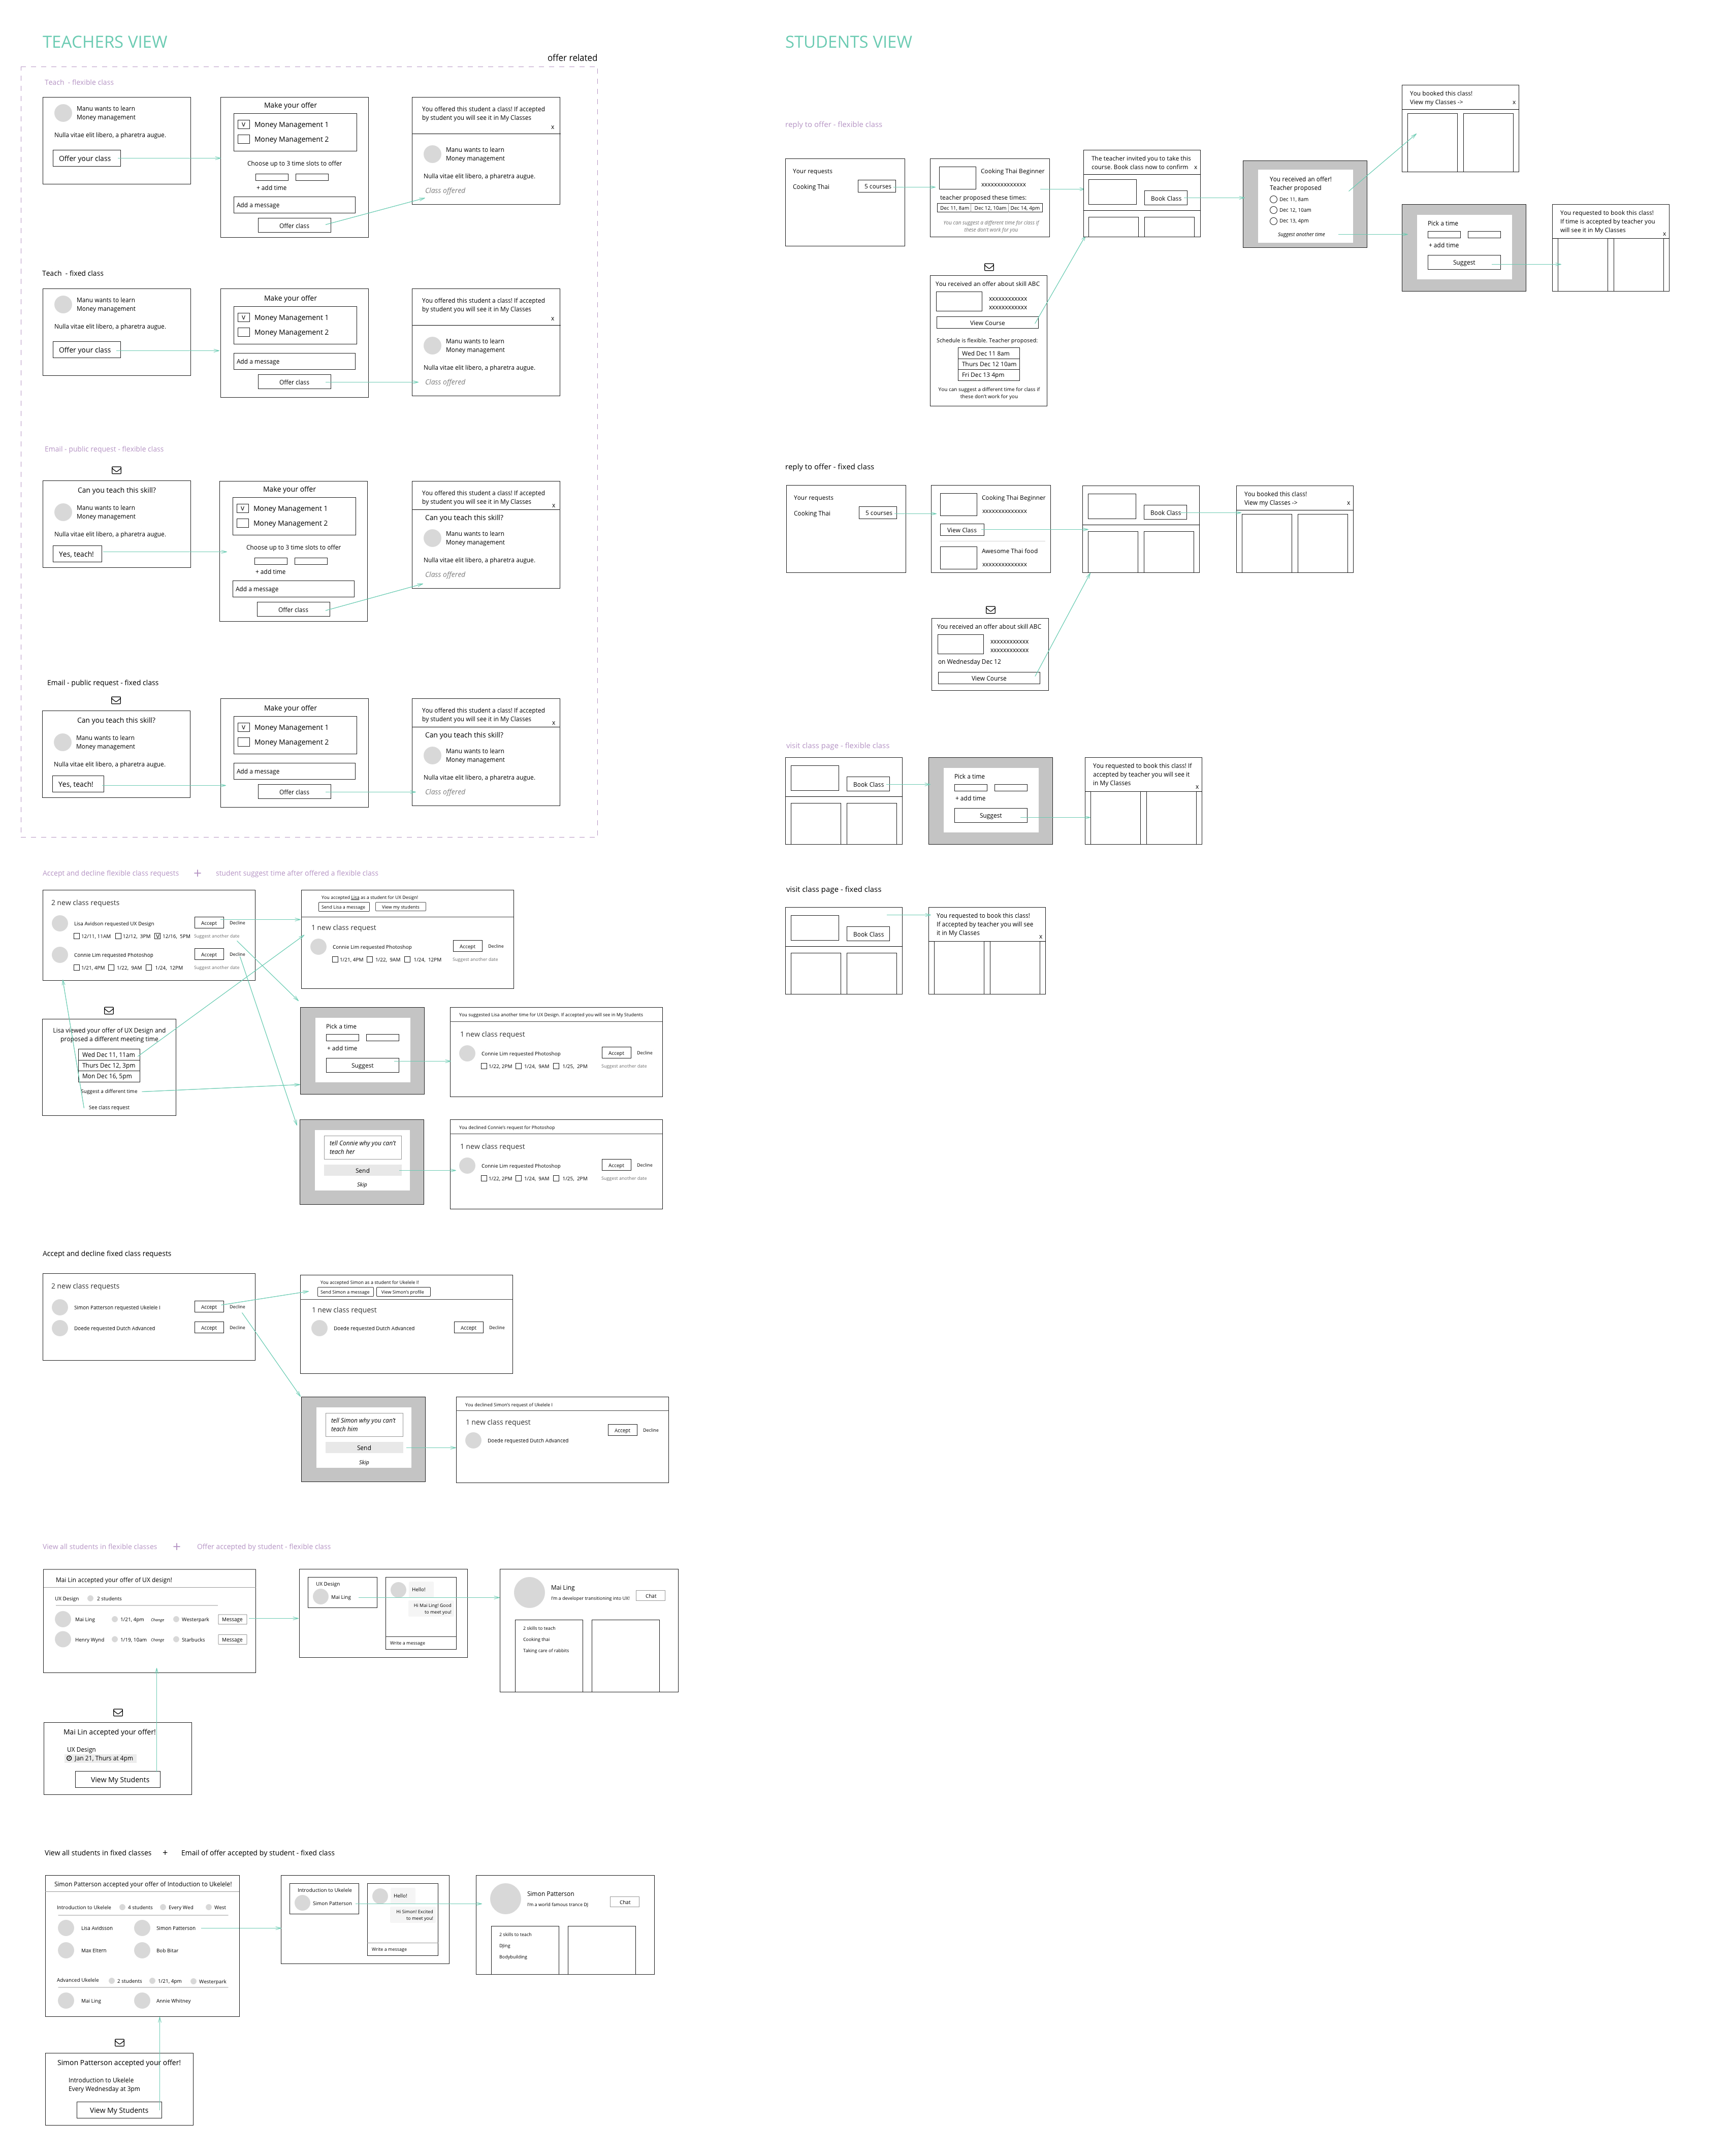 TEACHERS VIEW
offer related
Teach - flexible class
Manu wants to learn
Money management
Nulla vitae elit libero, a pharetra augue.
Offer your class
Make your offer
V Money Management 1
Money Management 2
Choose up to 3 time slots to offer
+ add time
Add a message
Offer class
You offered this student a class! If accepted
by student you will see it in My Classes
x
Manu wants to learn
Money management
Nulla vitae elit libero, a pharetra augue.
Class offered
Teach - fixed class
Manu wants to learn
Money management
Nulla vitae elit libero, a pharetra augue.
Offer your class
Make your offer
V Money Management 1
Money Management 2
Add a message
Offer class
You offered this student a class! If accepted
by student you will see it in My Classes
x
Manu wants to learn
Money management
Nulla vitae elit libero, a pharetra augue.
Class offered
Email - public request - flexible class
Can you teach this skill?
Manu wants to learn
Money management
Nulla vitae elit libero, a pharetra augue.
Yes, teach!
Make your offer
V Money Management 1
Money Management 2
Choose up to 3 time slots to offer
+ add time
Add a message
Offer class
You offered this student a class! If accepted
by student you will see it in My Classes
x
Can you teach this skill?
Manu wants to learn
Money management
Nulla vitae elit libero, a pharetra augue.
Class offered
Email - public request - fixed class
Can you teach this skill?
Manu wants to learn
Money management
Nulla vitae elit libero, a pharetra augue.
Yes, teach!
Make your offer
V Money Management 1
Money Management 2
Add a message
Offer class
You offered this student a class! If accepted
by student you will see it in My Classes
x
Can you teach this skill?
Manu wants to learn
Money management
Nulla vitae elit libero, a pharetra augue.
Class offered
Accept and decline flexible class requests + student suggest time after offered a flexible class
2 new class requests
Lisa Avidson requested UX Design Accept Decline
12/11, 11AM 12/12, 3PM V 12/16, 5PM Suggest another date
Connie Lim requested Photoshop Accept Decline
1/21, 4PM 1/22, 9AM 1/24, 12PM Suggest another date
You accepted Lisa as a student for UX Design!
Send Lisa a message View my students
1 new class request
Connie Lim requested Photoshop Accept Decline
1/21, 4PM 1/22, 9AM 1/24, 12PM Suggest another date
Lisa viewed your offer of UX Design and
proposed a different meeting time
Wed Dec 11, 11am
Thurs Dec 12, 3pm
Mon Dec 16, 5pm
Suggest a different time
See class request
Pick a time
+ add time
Suggest
You suggested Lisa another time for UX Design. If accepted you will see in My Students
1 new class request
Connie Lim requested Photoshop Accept Decline
1/22, 2PM 1/24, 9AM 1/25, 2PM Suggest another date
tell Connie why you can't
teach her
Send
Skip
You declined Connie's request for Photoshop
1 new class request
Connie Lim requested Photoshop Accept Decline
1/22, 2PM 1/24, 9AM 1/25, 2PM Suggest another date
Accept and decline fixed class requests
2 new class requests
Simon Patterson requested Ukelele I Accept Decline
Doede requested Dutch Advanced Accept Decline
You accepted Simon as a student for Ukelele I!
Send Simon a message View Simon's profile
1 new class request
Doede requested Dutch Advanced Accept Decline
tell Simon why you can't
teach him
Send
Skip
You declined Simon's request of Ukelele I
1 new class request
Doede requested Dutch Advanced Accept Decline
View all students in flexible classes + Offer accepted by student - flexible class
Mai Lin accepted your offer of UX design!
UX Design 2 students
Mai Ling 1/21, 4pm Change Westerpark Message
Henry Wynd 1/19, 10am Change Starbucks Message
UX Design
Mai Ling
Hello!
Hi Mai Ling! Good
to meet you!
Write a message
Mai Ling
I'm a developer transitioning into UX!
Chat
2 skills to teach
Cooking thai
Taking care of rabbits
Mai Lin accepted your offer!
UX Design
Jan 21, Thurs at 4pm
View My Students
View all students in fixed classes + Email of offer accepted by student - fixed class
Simon Patterson accepted your offer of Intoduction to Ukelele!
Introduction to Ukelele 4 students Every Wed West
Lisa Avidsson Simon Patterson
Max Eltern Bob Bitar
Advanced Ukelele 2 students 1/21, 4pm Westerpark
Mai Ling Annie Whitney
Introduction to Ukelele
Simon Patterson
Hello!
Hi Simon! Excited
to meet you!
Write a message
Simon Patterson
I'm a world famous trance DJ
Chat
2 skills to teach
DJing
Bodybuilding
Simon Patterson accepted your offer!
Introduction to Ukelele
Every Wednesday at 3pm
View My Students
STUDENTS VIEW
reply to offer - flexible class
Your requests
Cooking Thai 5 courses
Cooking Thai Beginner
xxxxxxxxxxxxxx
teacher proposed these times:
Dec 11, 8am Dec 12, 10am Dec 14, 4pm
You can suggest a different time for class if
these don't work for you
The teacher invited you to take this
course. Book class now to confirm x
Book Class
You received an offer!
Teacher proposed
Dec 11, 8am
Dec 12, 10am
Dec 13, 4pm
Suggest another time
You booked this class!
View my Classes -> x
Pick a time
+ add time
Suggest
You requested to book this class!
If time is accepted by teacher you
will see it in My Classes
x
You received an offer about skill ABC
xxxxxxxxxxxx
xxxxxxxxxxxx
View Course
Schedule is flexible. Teacher proposed:
Wed Dec 11 8am
Thurs Dec 12 10am
Fri Dec 13 4pm
You can suggest a different time for class if
these don't work for you
reply to offer - fixed class
Your requests
Cooking Thai 5 courses
Cooking Thai Beginner
xxxxxxxxxxxxxx
View Class
Awesome Thai food
xxxxxxxxxxxxxx
Book Class
You booked this class!
View my Classes -> x
You received an offer about skill ABC
xxxxxxxxxxxx
xxxxxxxxxxxx
on Wednesday Dec 12
View Course
visit class page - flexible class
Book Class
Pick a time
+ add time
Suggest
You requested to book this class! If
accepted by teacher you will see it
in My Classes
x
visit class page - fixed class
Book Class
You requested to book this class!
If accepted by teacher you will see
it in My Classes
x